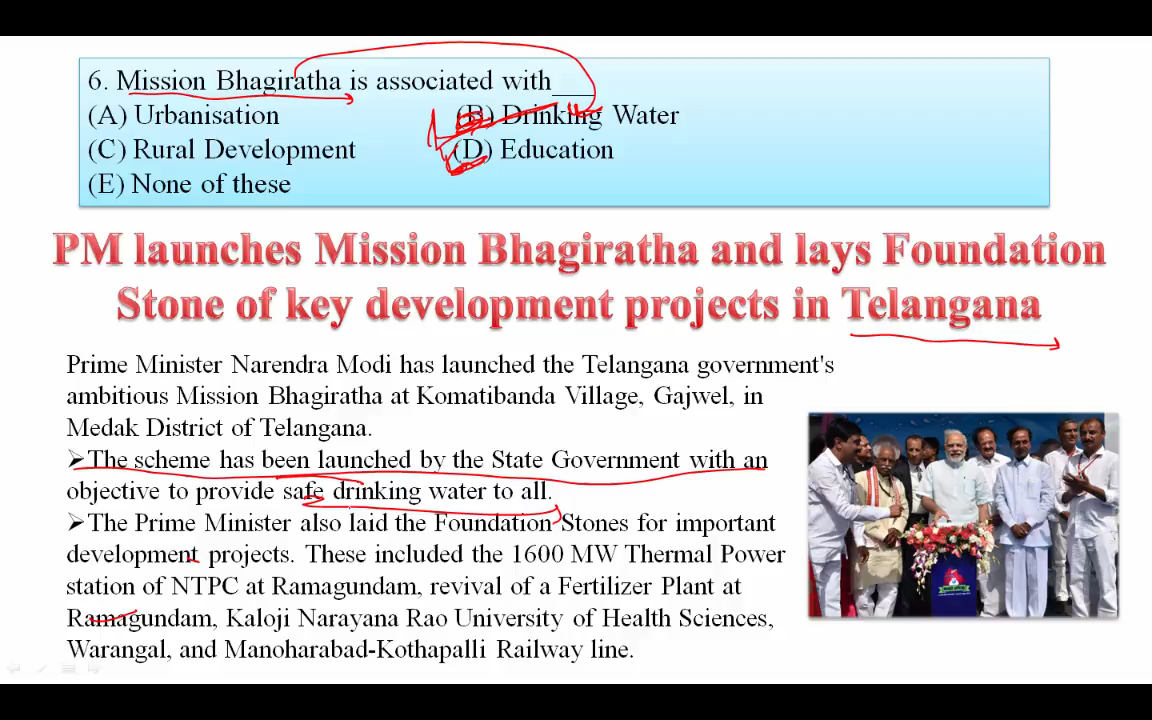 6. Mission Bhagiratha is associated with___
(A) Urbanisation (B) Drinking Water
(C) Rural Development (D) Education
(E) None of these
PM launches Mission Bhagiratha and lays Foundation
Stone of key development projects in Telangana
Prime Minister Narendra Modi has launched the Telangana government's
ambitious Mission Bhagiratha at Komatibanda Village, Gajwel, in
Medak District of Telangana.
➢The scheme has been launched by the State Government with an
objective to provide safe drinking water to all.
➢The Prime Minister also laid the Foundation Stones for important
development projects. These included the 1600 MW Thermal Power
station of NTPC at Ramagundam, revival of a Fertilizer Plant at
Ramagundam, Kaloji Narayana Rao University of Health Sciences,
Warangal, and Manoharabad-Kothapalli Railway line.